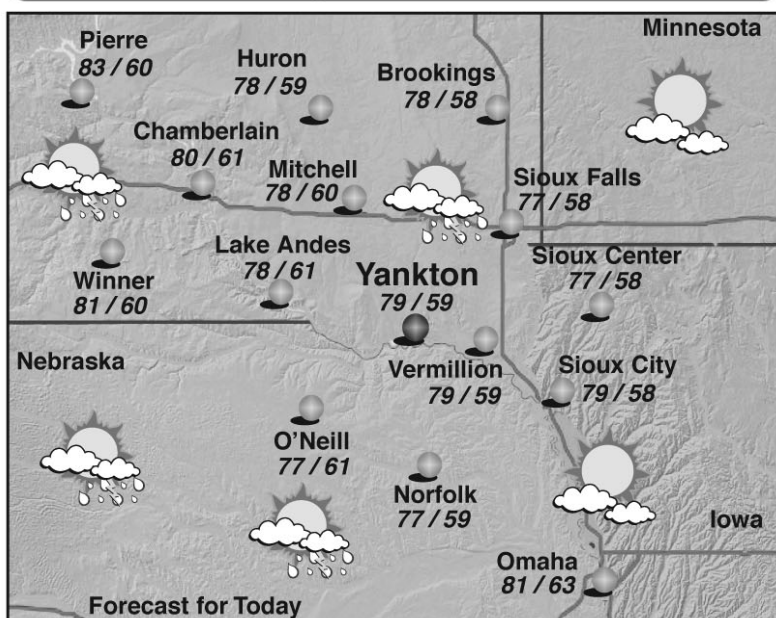 Minnesota
Pierre
83 / 60
Huron
78 / 59
Brookings
78 / 58
Chamberlain
80 / 61
Mitchell
78 / 60
Sioux Falls
77 / 58
Winner
81 / 60
Lake Andes
78 / 61
Yankton
79 / 59
Sioux Center
77 / 58
Nebraska
Vermillion
79 / 59
Sioux City
79 / 58
O'Neill
77 / 61
Norfolk
77 / 59
Iowa
Omaha
81 / 63
Forecast for Today